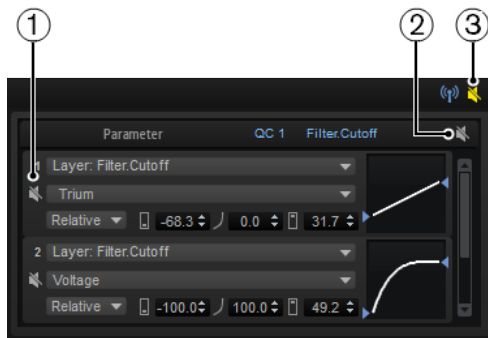 1 2 3
Parameter QC 1 Filter.Cutoff
1 Layer: Filter.Cutoff
Trium
Relative -68.3 0.0 31.7
2 Layer: Filter.Cutoff
Voltage
Relative -100.0 100.0 49.2